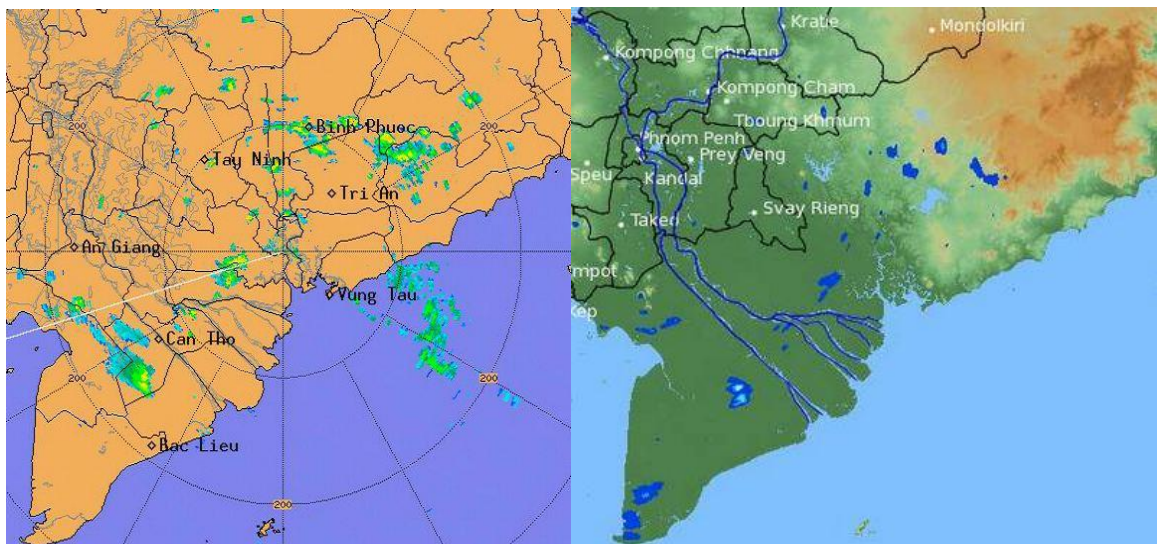 200
Binh Phuoc
200
Tay Ninh
Tri An
An Giang
Vung Tau
Can Tho
200
200
Bac Lieu
200
Kratie
Mondolkiri
Kompong Chhnang
Kompong Cham
Tboung Khmum
Phnom Penh
Prey Veng
Speu
Kandal
Svay Rieng
Takeo
mpot
Kep